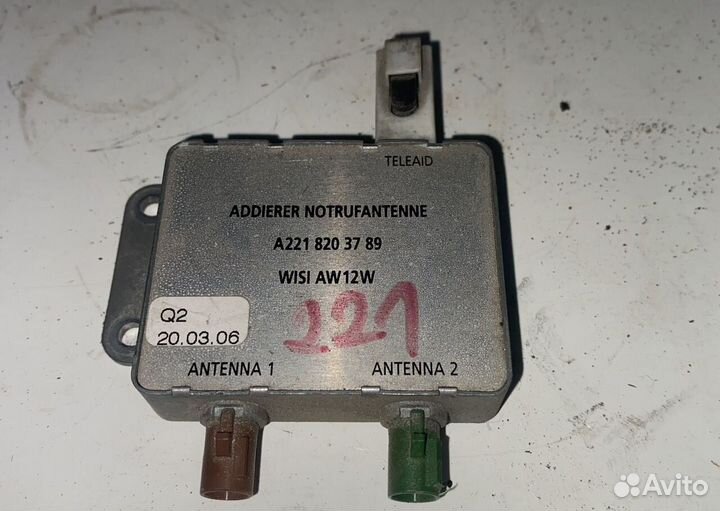 TELEAID
ADDIERER NOTRUFANTENNE
A221 820 37 89
WISI AW12W
221
Q2
20.03.06
ANTENNA 1
ANTENNA 2
Avito